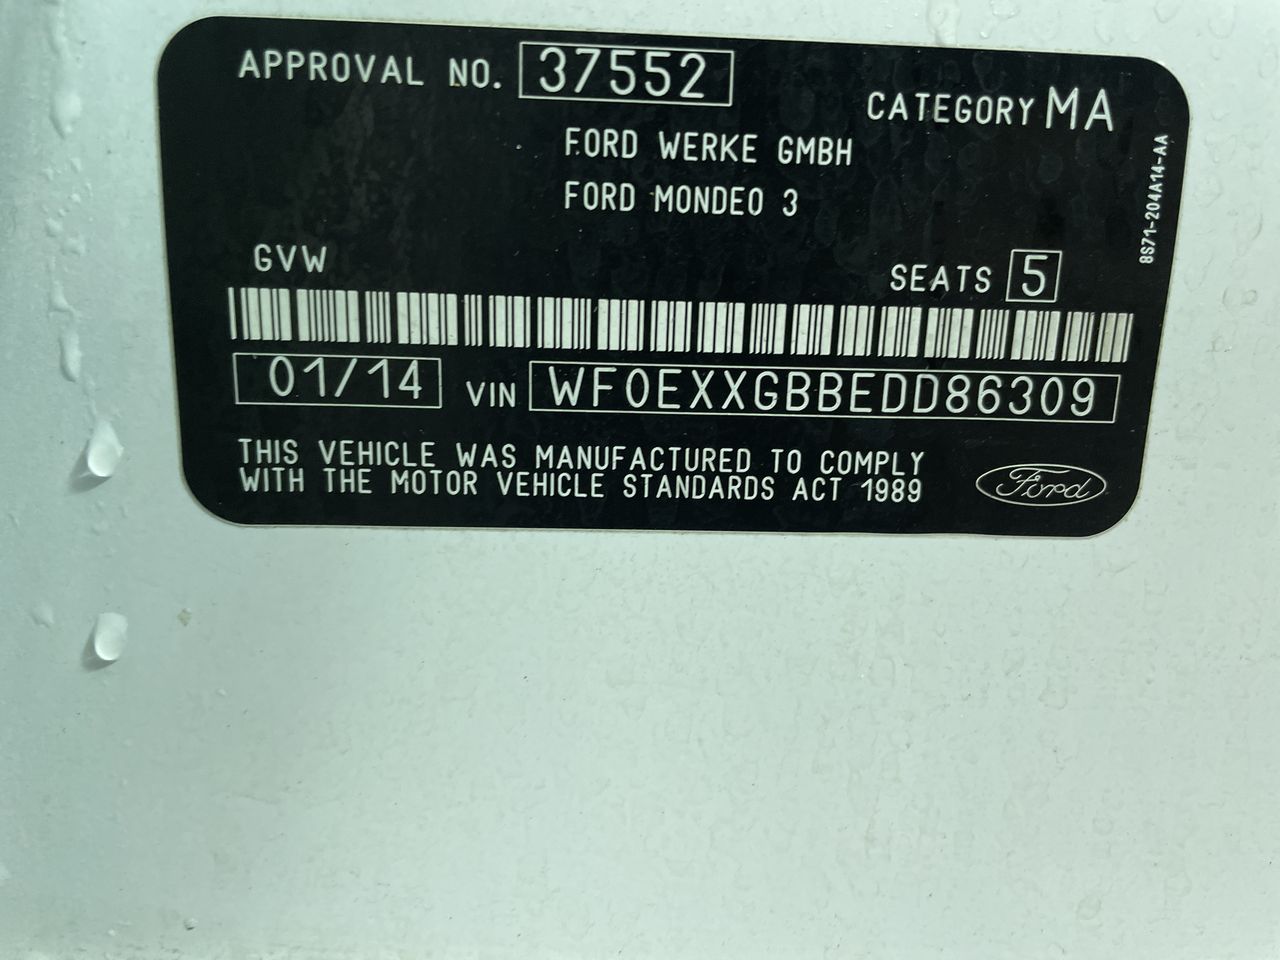 APPROVAL NO. 37552
CATEGORY MA
FORD WERKE GMBH
FORD MONDEO 3
8S71-204A14-AA
GVW
SEATS 5
01/14 VIN WF0EXXGBBEDD86309
THIS VEHICLE WAS MANUFACTURED TO COMPLY
WITH THE MOTOR VEHICLE STANDARDS ACT 1989
Ford